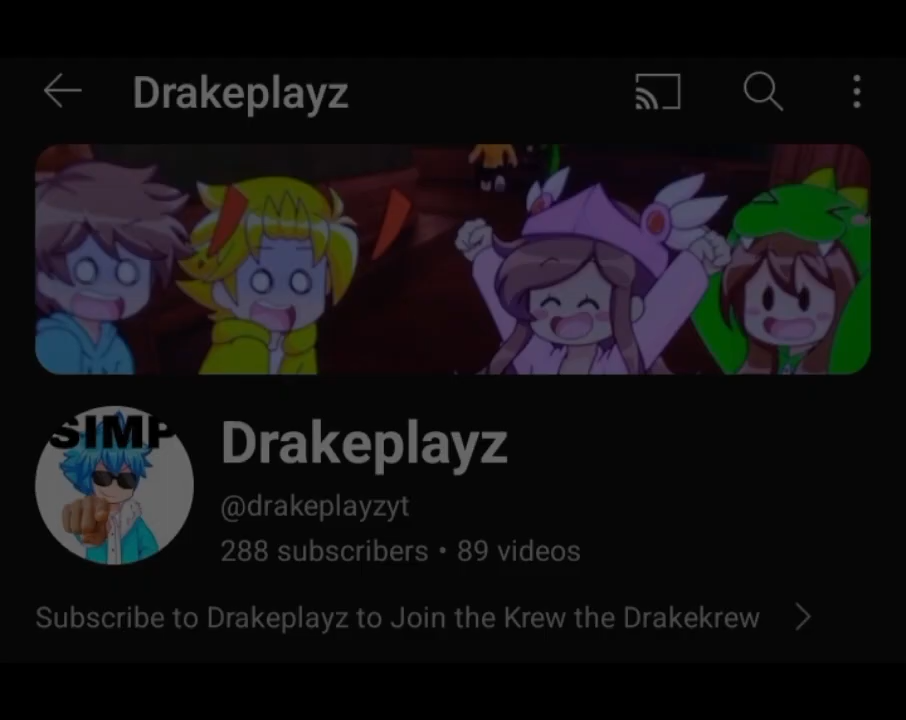 Drakeplayz
SIMP
Drakeplayz
@drakeplayzyt
288 subscribers • 89 videos
Subscribe to Drakeplayz to Join the Krew the Drakekrew